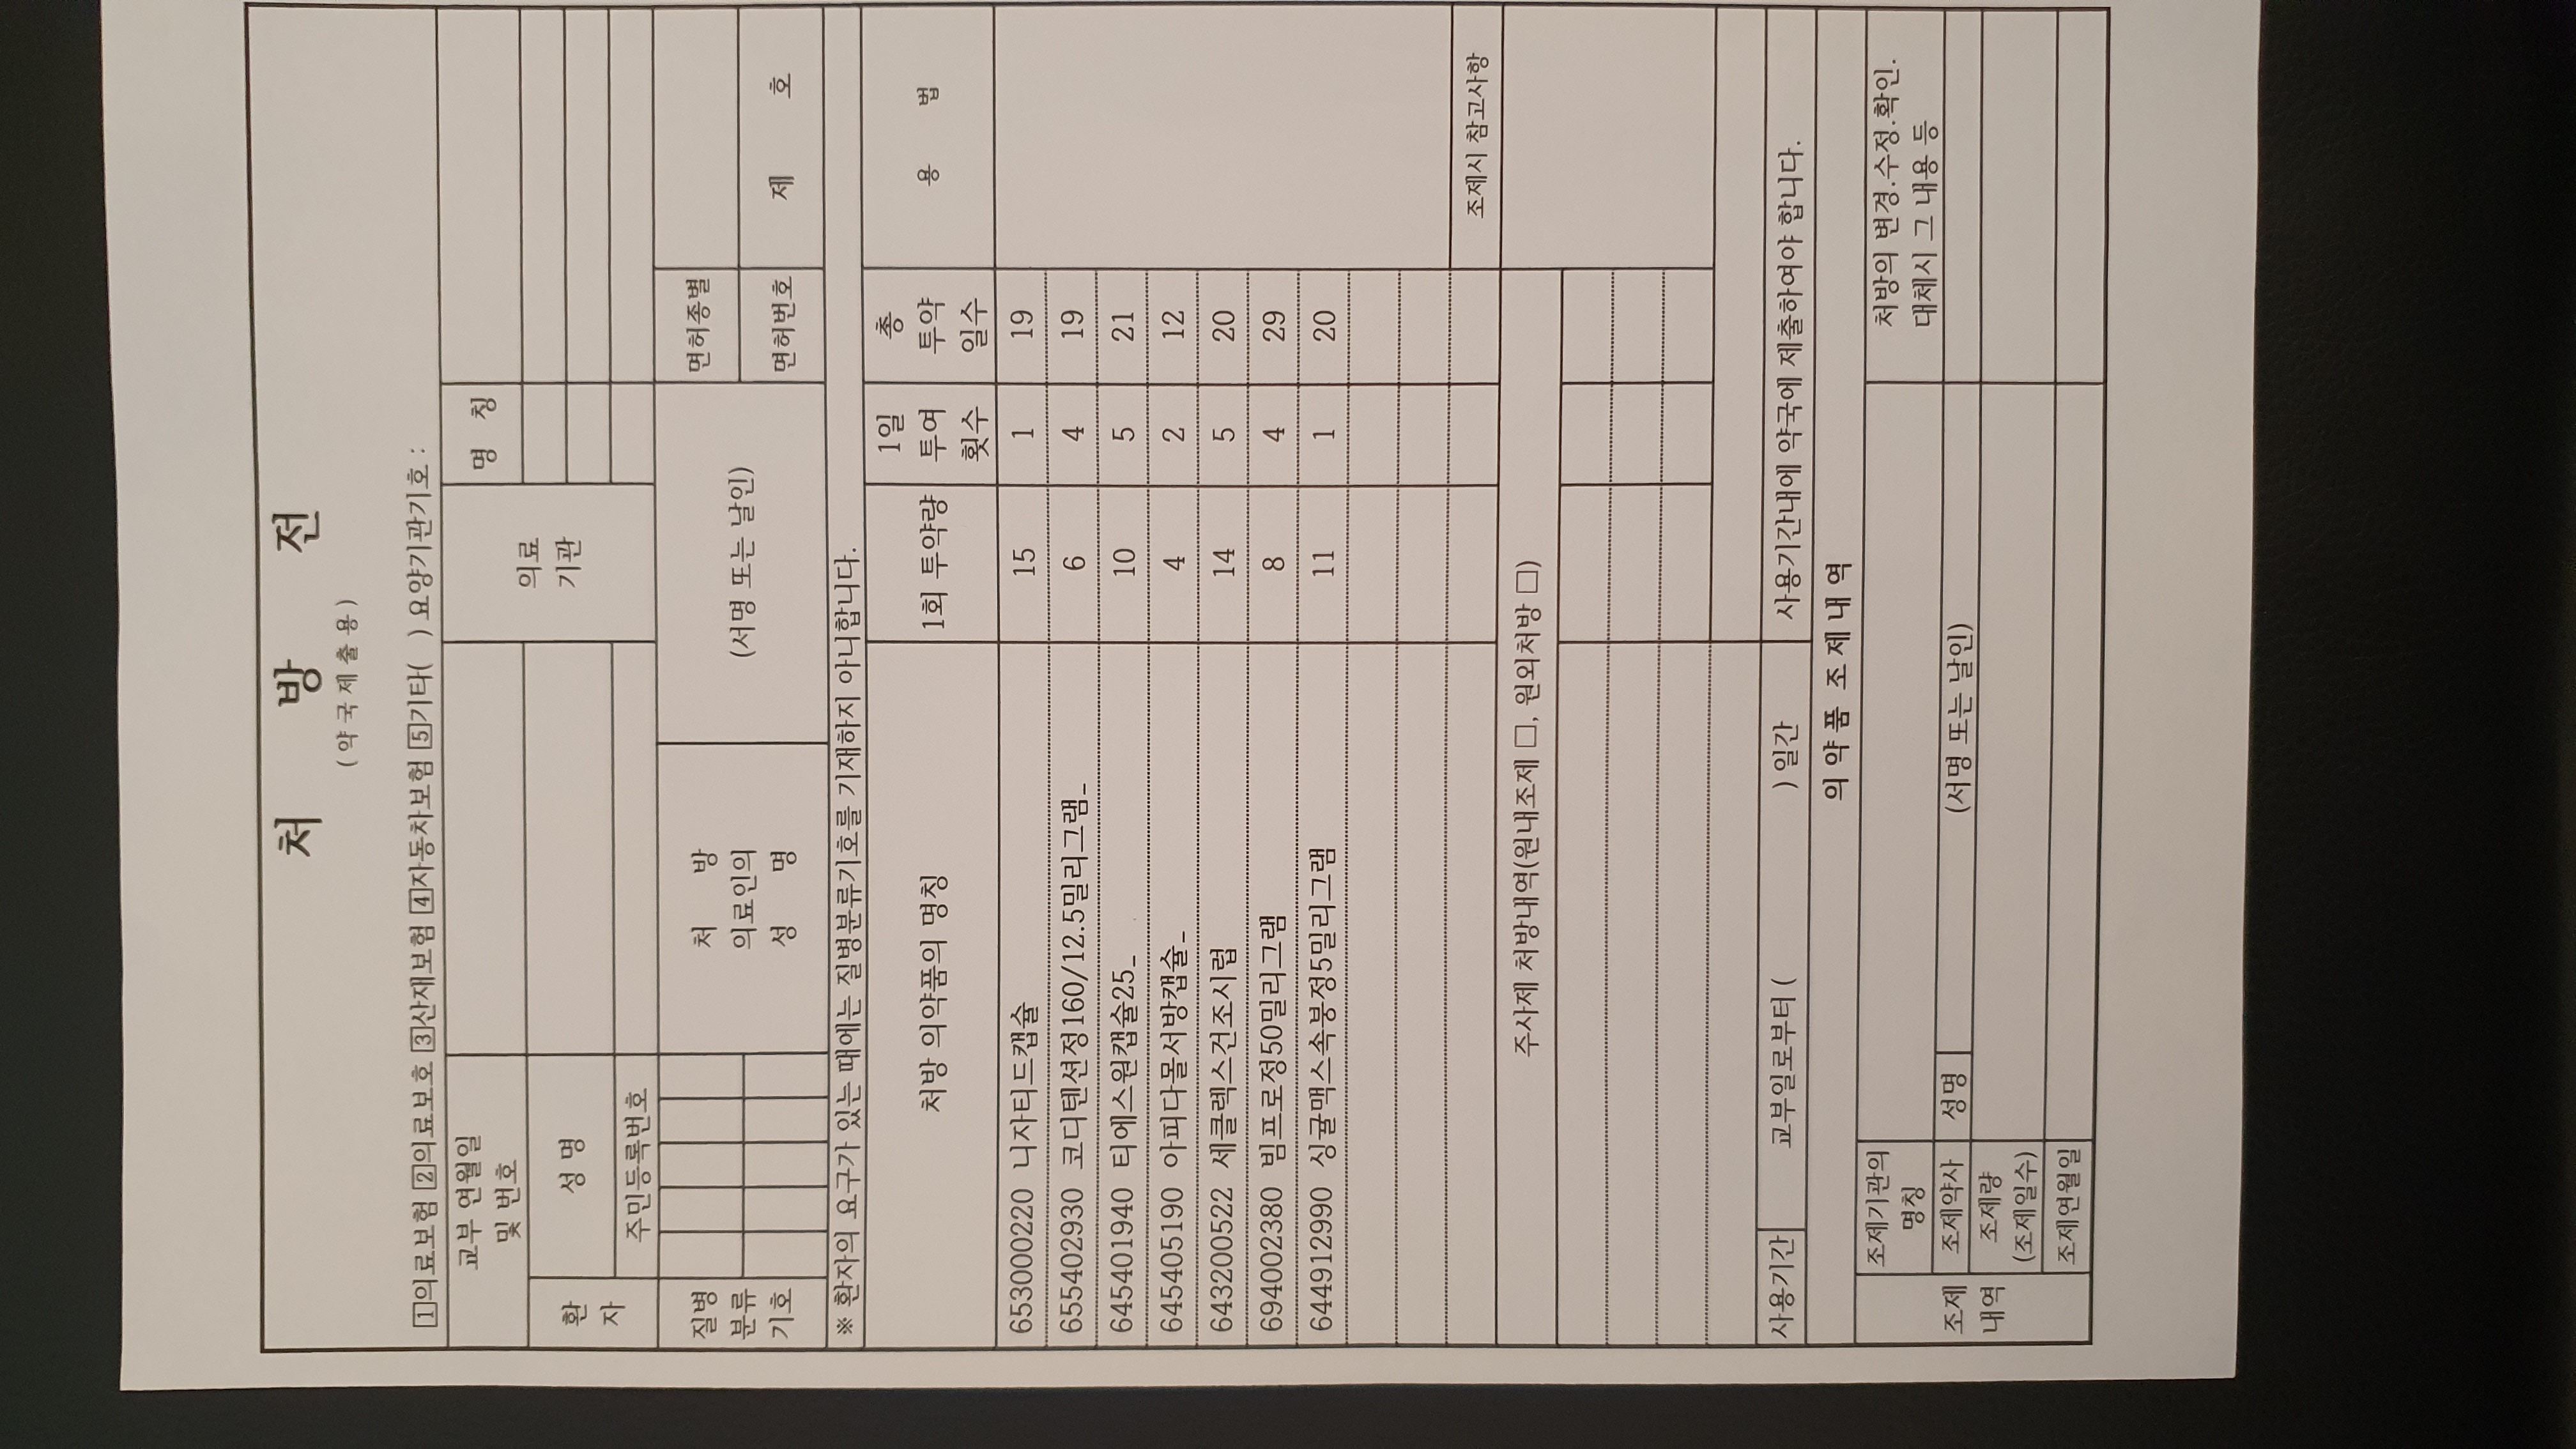 처 방 전
(약국제출용)
1의료보험 2의료보호 3산재보험 4자동차보험 5기타( ) 요양기관기호 :
교부 연월일
및 번호
의료
기관
명 칭
환
자
성 명
주민등록번호
질병
분류
기호
처 방
의료인의
성 명
(서명 또는 날인)
면허종별
면허번호
제 호
※ 환자의 요구가 있는 때에는 질병분류기호를 기재하지 아니합니다.
처방 의약품의 명칭
1회 투약량
1일
투여
횟수
총
투약
일수
용 법
653000220 니자티드캡슐 15 1 19
655402930 코디텐션정160/12.5밀리그램_ 6 4 19
645401940 티에스원캡슐25_ 10 5 21
645405190 아피다몰서방캡슐_ 4 2 12
643200522 세클렉스건조시럽 14 5 20
694002380 빔프로정50밀리그램 8 4 29
644912990 싱귤맥스속붕정5밀리그램 11 1 20
조제시 참고사항
주사제 처방내역(원내조제 □, 원외처방 □)
사용기간 교부일로부터 ( ) 일간 사용기간내에 약국에 제출하여야 합니다.
의 약 품 조 제 내 역
조제
내역
조제기관의
명칭
처방의 변경.수정.확인.
대체시 그 내용 등
조제약사 성명 (서명 또는 날인)
조제량
(조제일수)
조제연월일